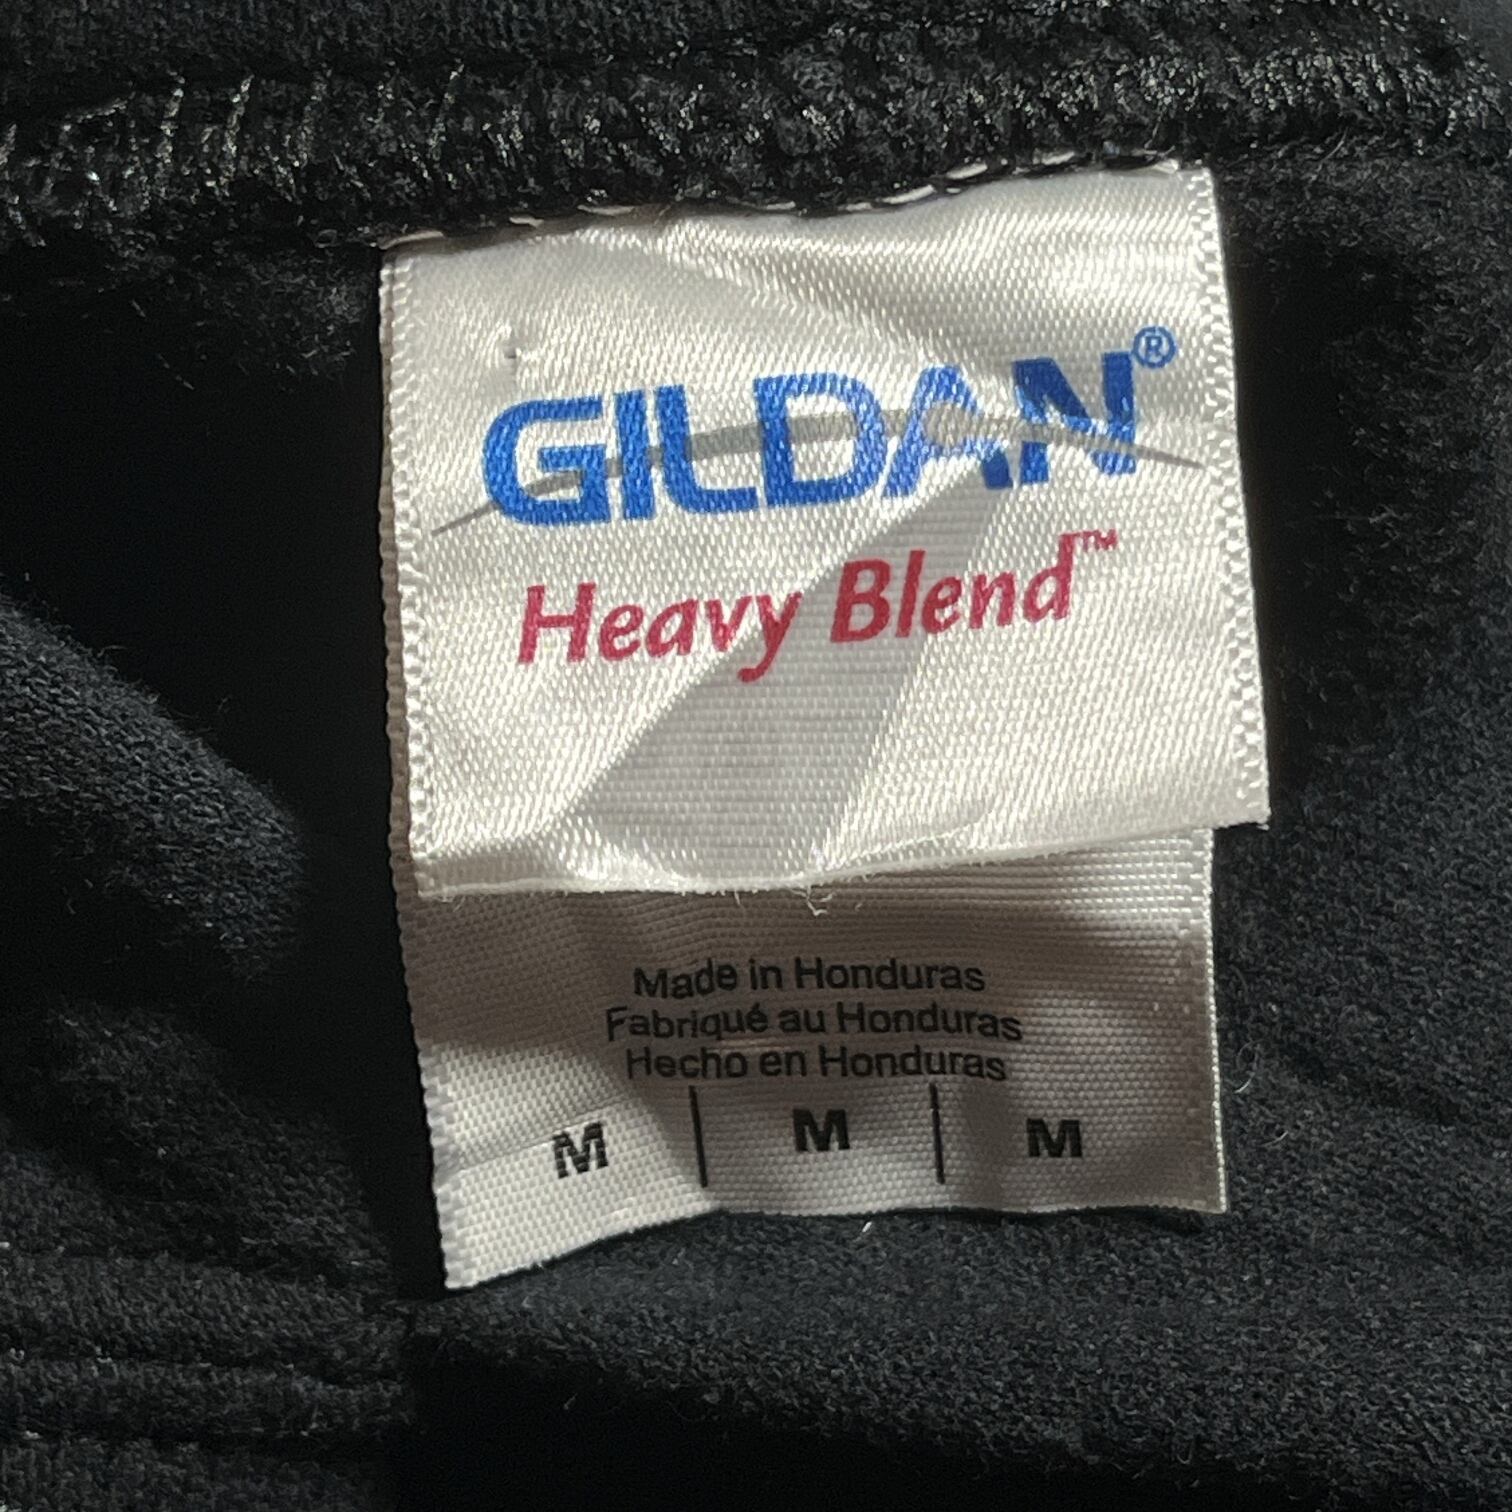 GILDAN®
Heavy Blend™
Made in Honduras
Fabriqué au Honduras
Hecho en Honduras
M | M | M